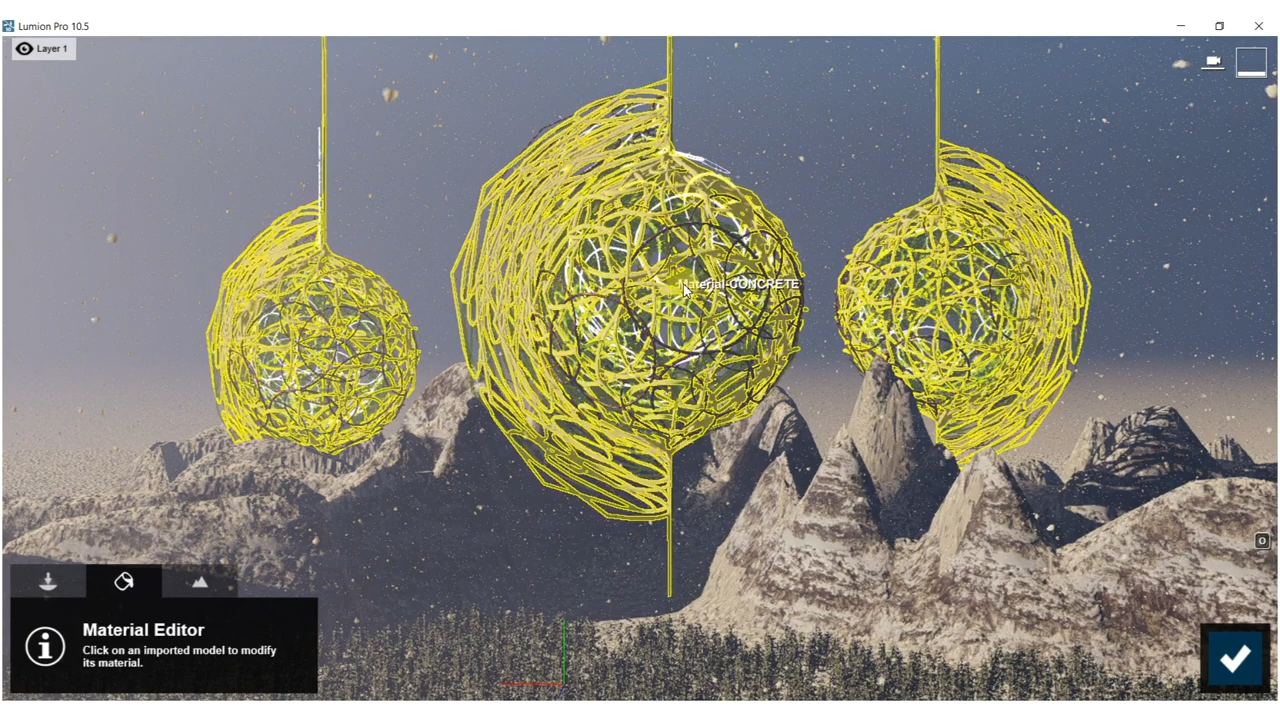 Lumion Pro 10.5
Layer 1
Material-CONCRETE
Material Editor
Click on an imported model to modify
its material.